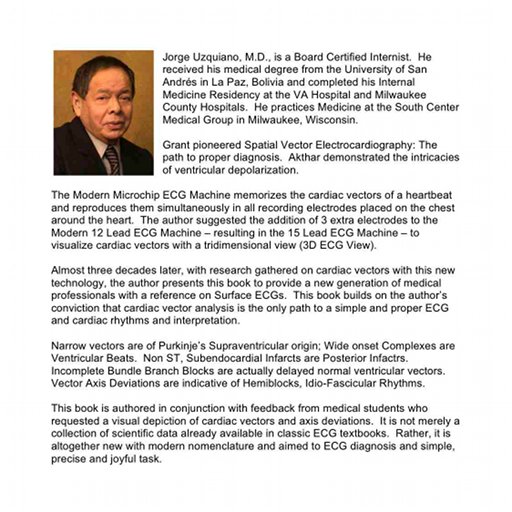 Jorge Uzquiano, M.D., is a Board Certified Internist.  He
received his medical degree from the University of San
Andrés in La Paz, Bolivia and completed his Internal
Medicine Residency at the VA Hospital and Milwaukee
County Hospitals.  He practices Medicine at the South Center
Medical Group in Milwaukee, Wisconsin.
Grant pioneered Spatial Vector Electrocardiography: The
path to proper diagnosis.  Akthar demonstrated the intricacies
of ventricular depolarization.
The Modern Microchip ECG Machine memorizes the cardiac vectors of a heartbeat
and reproduces them simultaneously in all recording electrodes placed on the chest
around the heart.  The author suggested the addition of 3 extra electrodes to the
Modern 12 Lead ECG Machine – resulting in the 15 Lead ECG Machine – to
visualize cardiac vectors with a tridimensional view (3D ECG View).
Almost three decades later, with research gathered on cardiac vectors with this new
technology, the author presents this book to provide a new generation of medical
professionals with a reference on Surface ECGs.  This book builds on the author's
conviction that cardiac vector analysis is the only path to a simple and proper ECG
and cardiac rhythms and interpretation.
Narrow vectors are of Purkinje's Supraventricular origin; Wide onset Complexes are
Ventricular Beats.  Non ST, Subendocardial Infarcts are Posterior Infactrs.
Incomplete Bundle Branch Blocks are actually delayed normal ventricular vectors.
Vector Axis Deviations are indicative of Hemiblocks, Idio-Fascicular Rhythms.
This book is authored in conjunction with feedback from medical students who
requested a visual depiction of cardiac vectors and axis deviations.  It is not merely a
collection of scientific data already available in classic ECG textbooks.  Rather, it is
altogether new with modern nomenclature and aimed to ECG diagnosis and simple,
precise and joyful task.